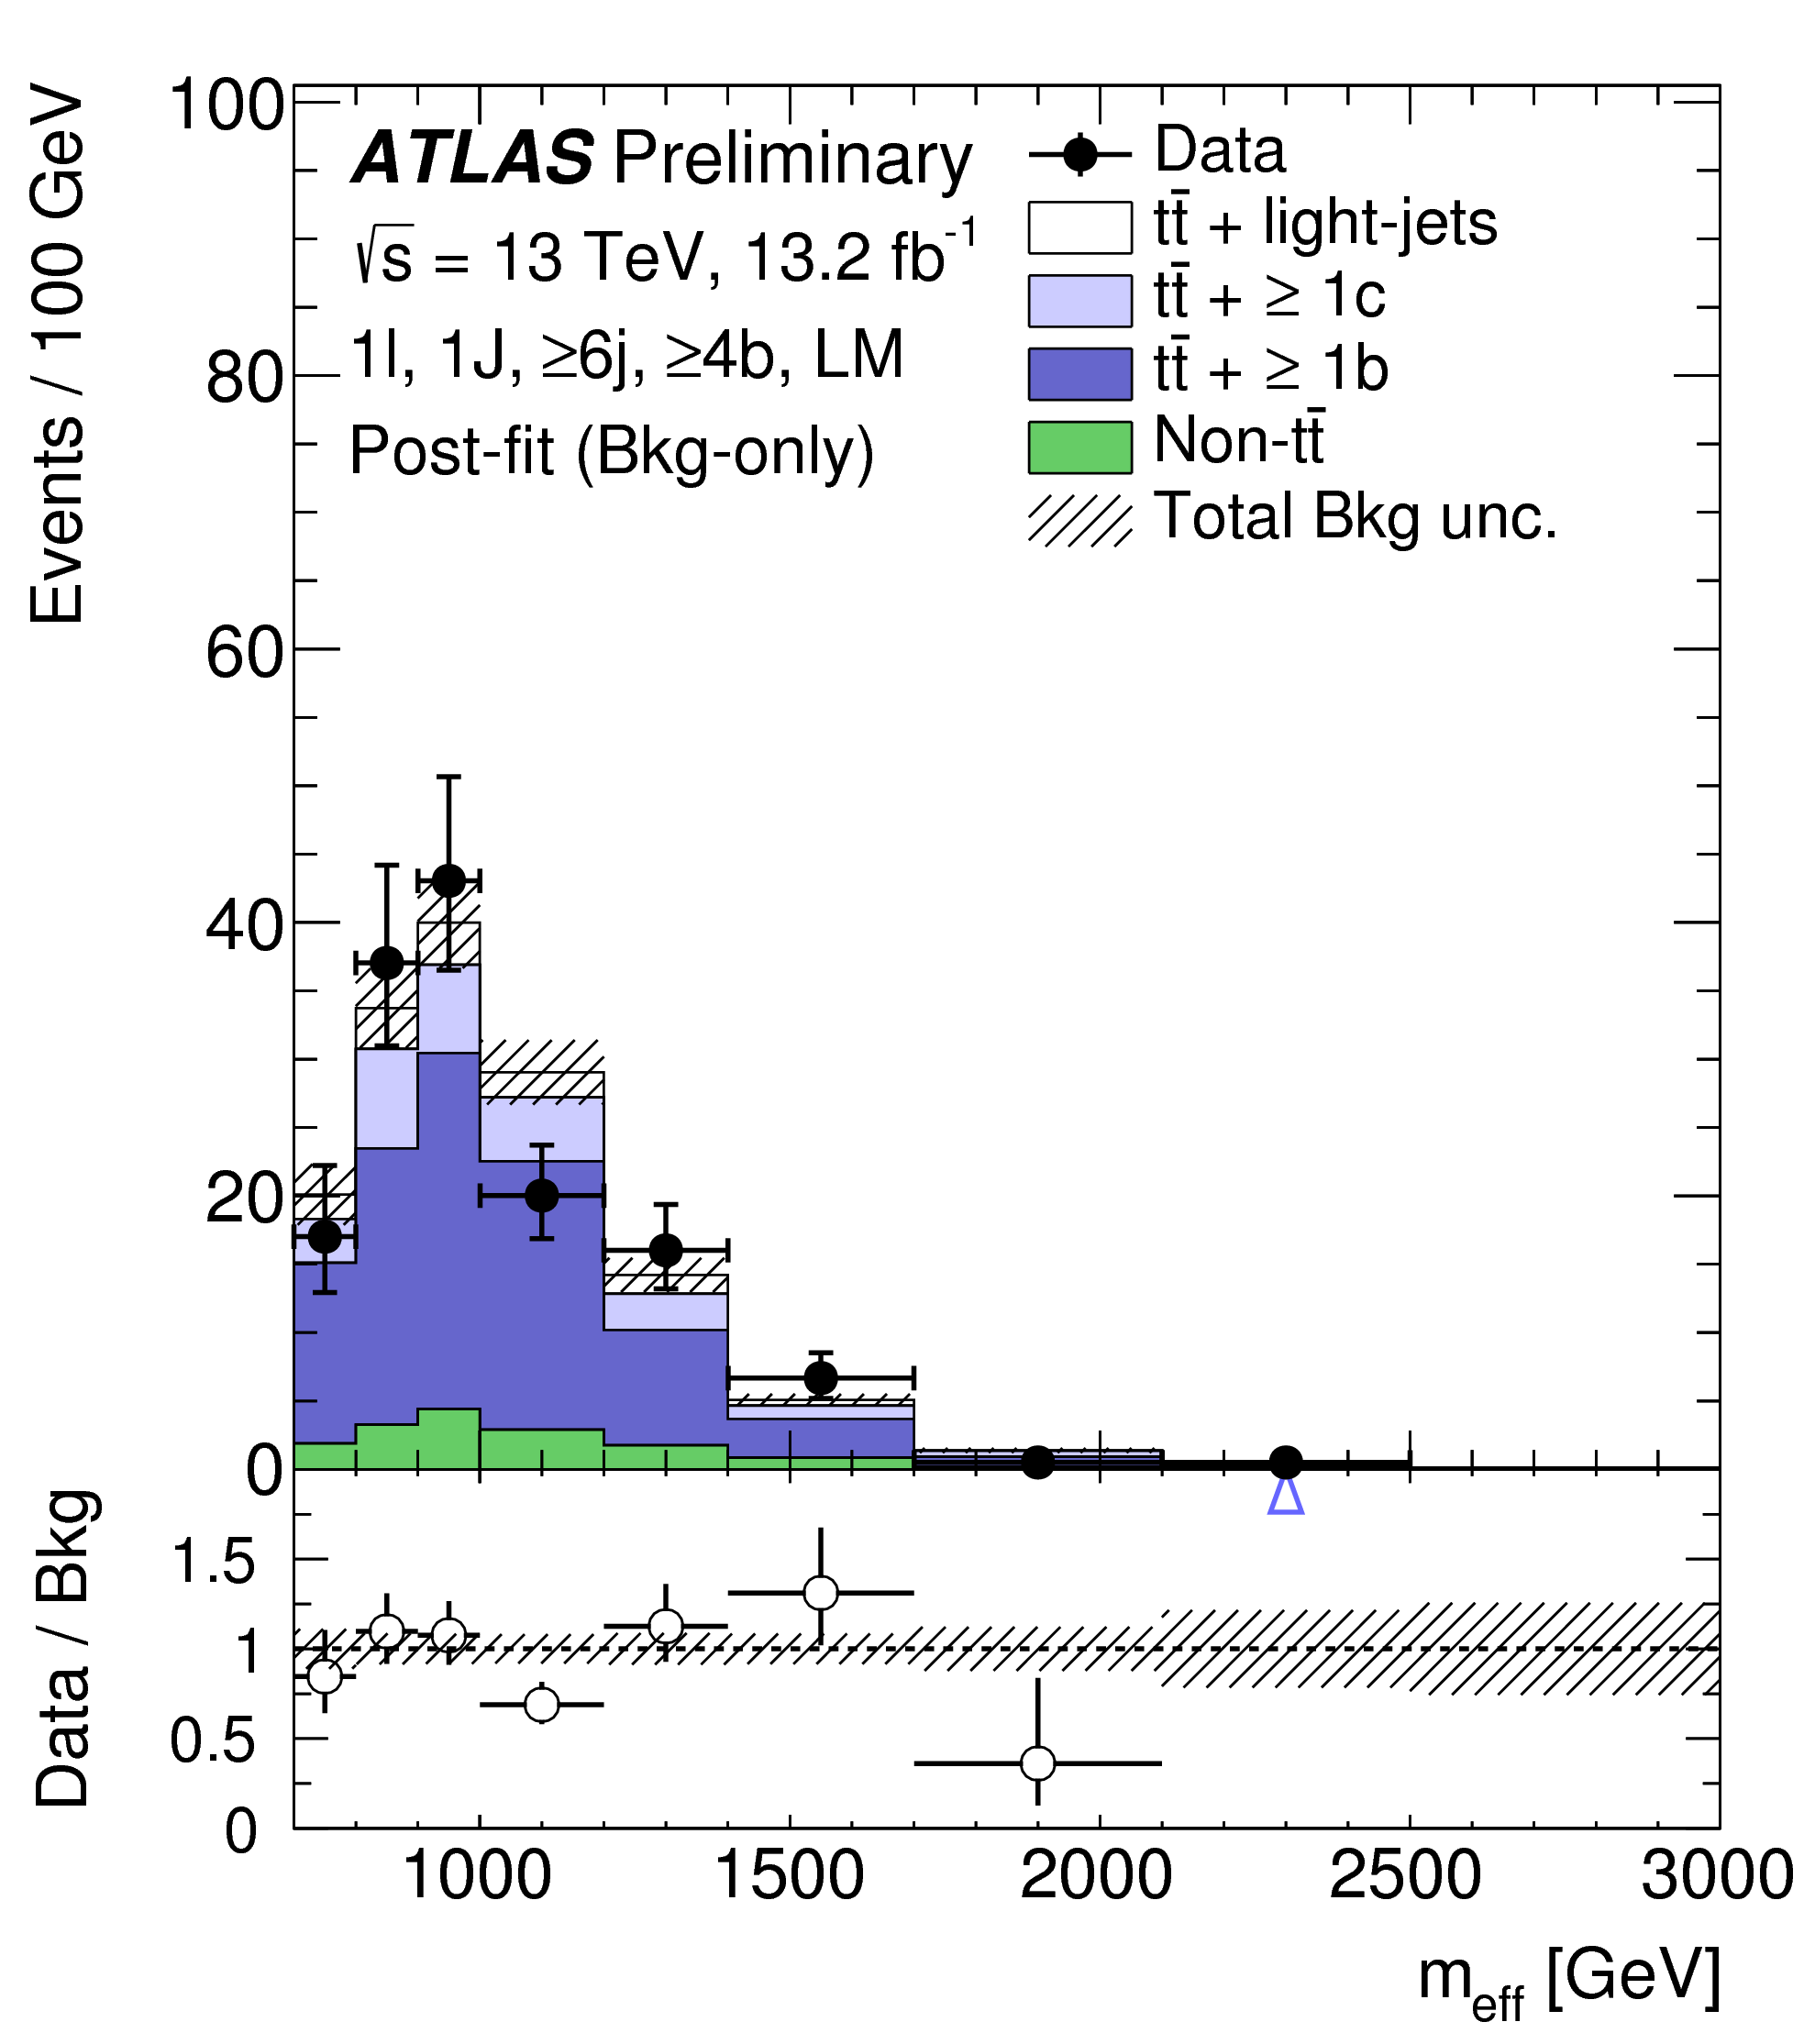 Events / 100 GeV
100
80
60
40
20
0
ATLAS Preliminary
√s = 13 TeV, 13.2 fb⁻¹
1l, 1J, ≥6j, ≥4b, LM
Post-fit (Bkg-only)
Data
tt̄ + light-jets
tt̄ + ≥ 1c
tt̄ + ≥ 1b
Non-tt̄
Total Bkg unc.
Data / Bkg
1.5
1
0.5
0
1000 1500 2000 2500 3000
m_eff [GeV]